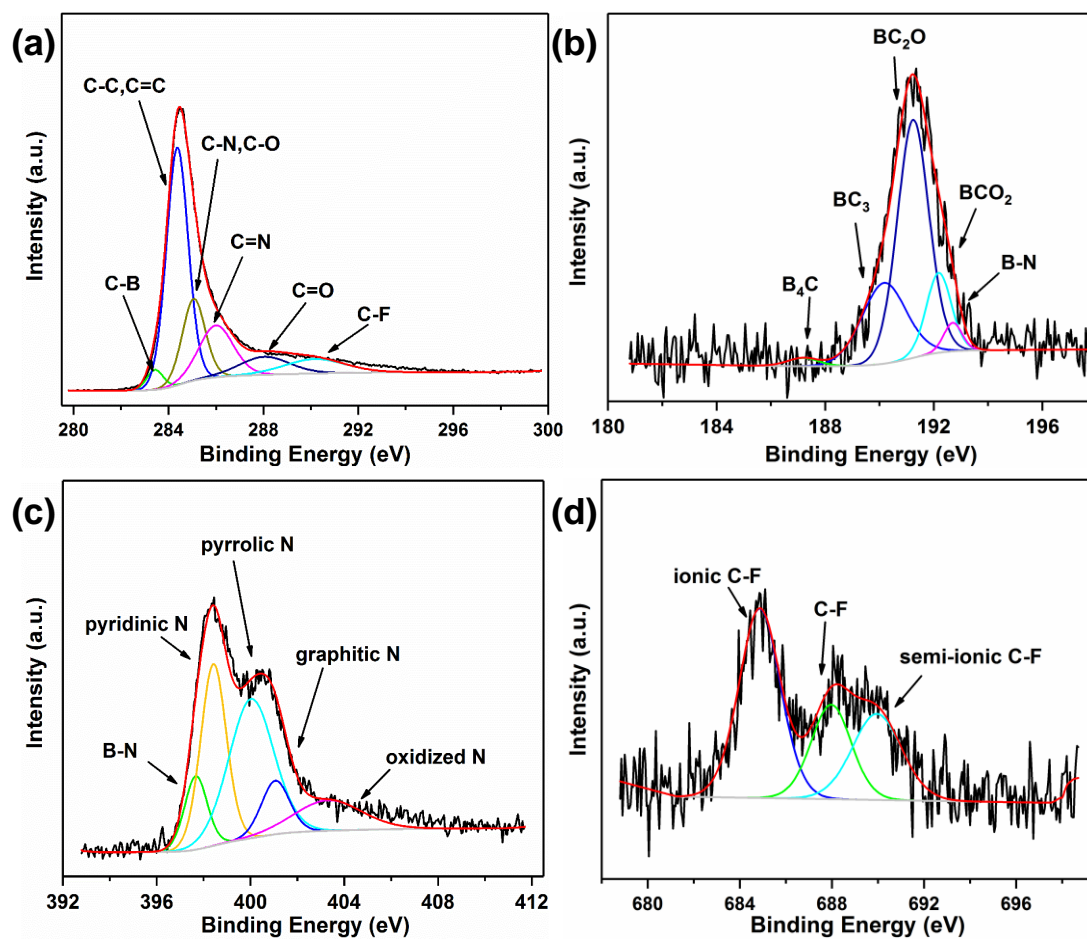 (a)
C-C,C=C
C-N,C-O
C=N
C-B
C=O
C-F
Intensity (a.u.)
280 284 288 292 296 300
Binding Energy (eV)
(b)
BC₂O
BC₃
BCO₂
B₄C
B-N
Intensity (a.u.)
180 184 188 192 196
Binding Energy (eV)
(c)
pyrrolic N
pyridinic N
graphitic N
B-N
oxidized N
Intensity (a.u.)
392 396 400 404 408 412
Binding Energy (eV)
(d)
ionic C-F
C-F
semi-ionic C-F
Intensity (a.u.)
680 684 688 692 696
Binding Energy (eV)